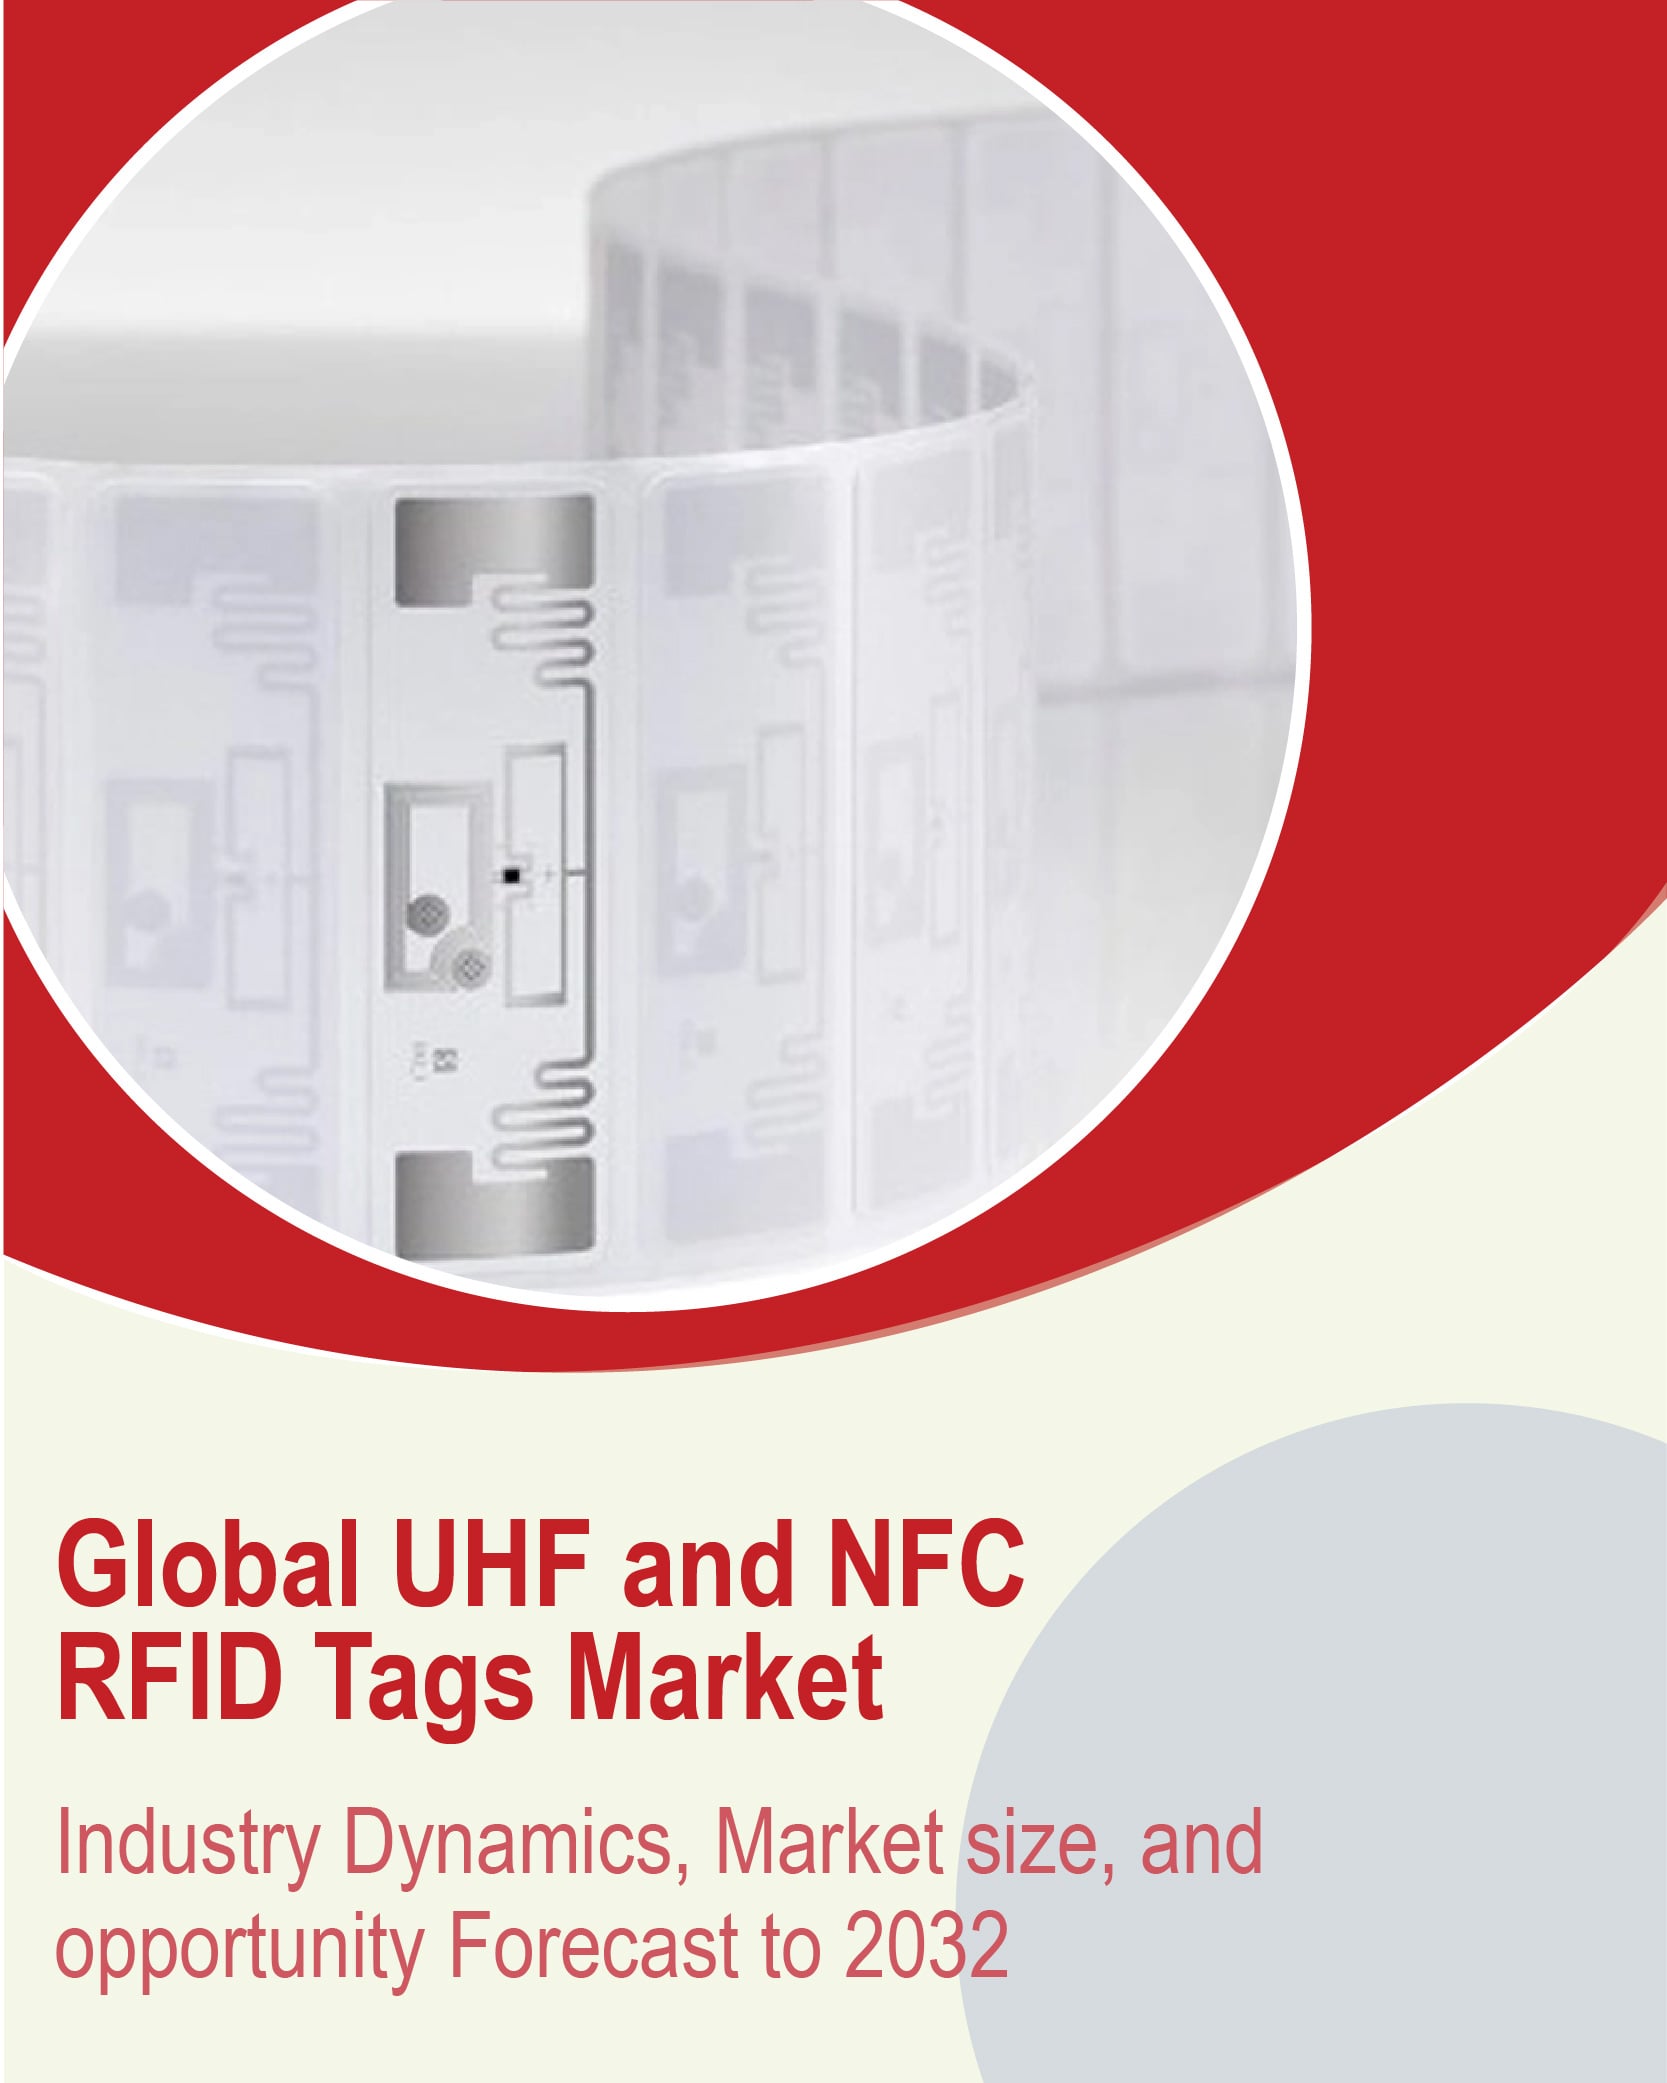 Global UHF and NFC
RFID Tags Market
Industry Dynamics, Market size, and
opportunity Forecast to 2032